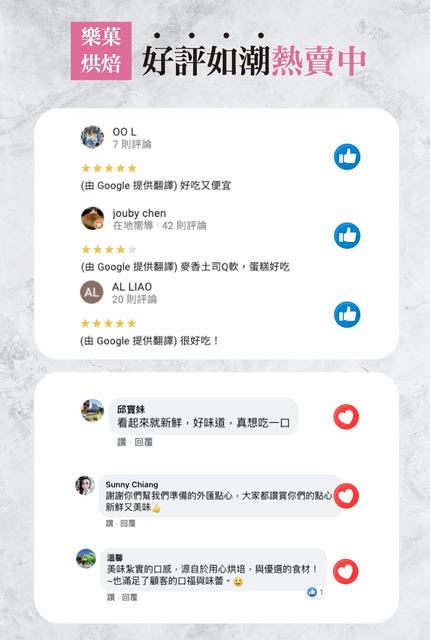 樂菓
烘焙
好評如潮熱賣中
OO L
7 則評論
(由 Google 提供翻譯) 好吃又便宜
jouby chen
在地嚮導 · 42 則評論
(由 Google 提供翻譯) 麥香土司Q軟，蛋糕好吃
AL
AL LIAO
20 則評論
(由 Google 提供翻譯) 很好吃！
邱寶妹
看起來就新鮮，好味道，真想吃一口
讚 · 回覆
Sunny Chiang
謝謝你們幫我們準備的外匯點心，大家都讚賞你們的點心
新鮮又美味👍
讚 · 回覆
溫馨
美味紮實的口感，源自於用心烘培，與優選的食材！
~也滿足了顧客的口福與味蕾。😀
讚 · 回覆
1